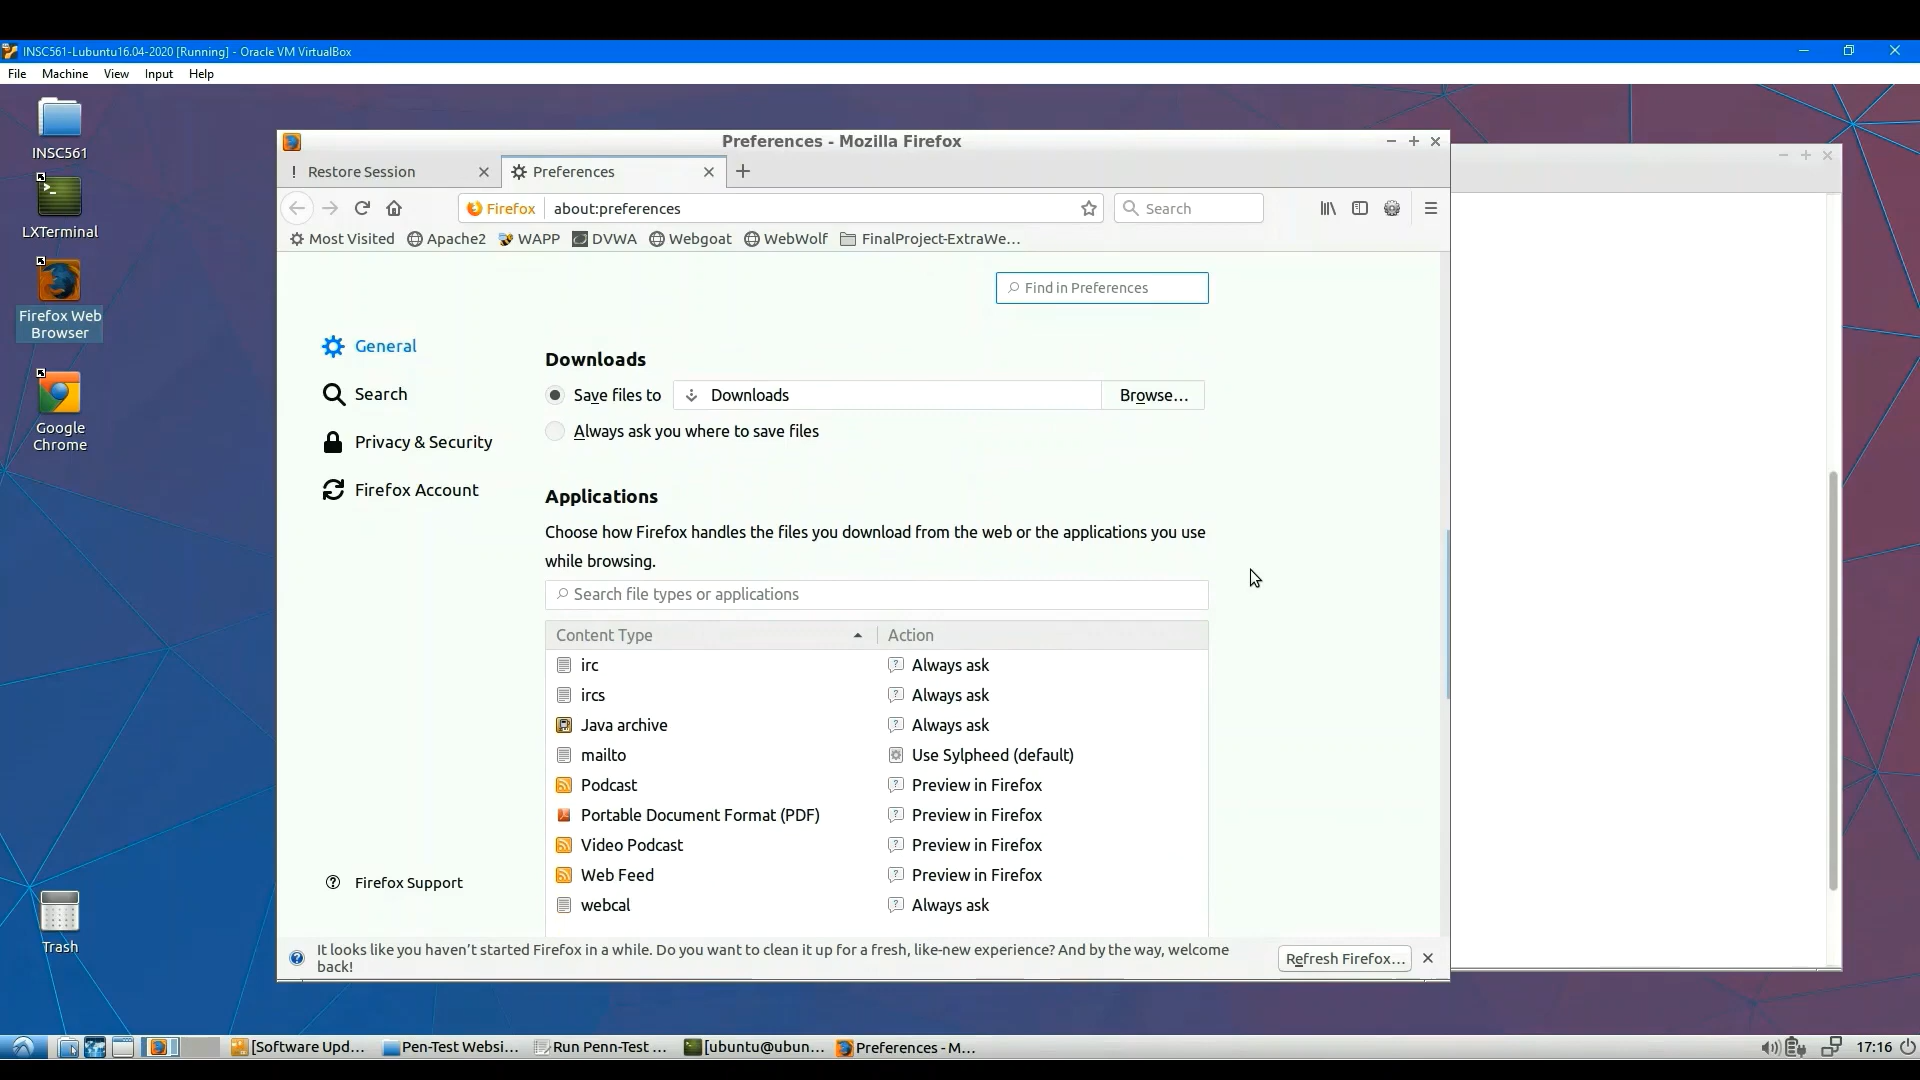 INSC561-Lubuntu16.04-2020 [Running] - Oracle VM VirtualBox
File Machine View Input Help
INSC561
LXTerminal
Firefox Web
Browser
Google
Chrome
Trash
Preferences - Mozilla Firefox
! Restore Session
Preferences
Firefox
about:preferences
Search
Most Visited Apache2 WAPP DVWA Webgoat WebWolf FinalProject-ExtraWe...
Find in Preferences
General
Search
Privacy & Security
Firefox Account
Firefox Support
Downloads
Save files to Downloads Browse...
Always ask you where to save files
Applications
Choose how Firefox handles the files you download from the web or the applications you use
while browsing.
Search file types or applications
Content Type Action
irc Always ask
ircs Always ask
Java archive Always ask
mailto Use Sylpheed (default)
Podcast Preview in Firefox
Portable Document Format (PDF) Preview in Firefox
Video Podcast Preview in Firefox
Web Feed Preview in Firefox
webcal Always ask
It looks like you haven't started Firefox in a while. Do you want to clean it up for a fresh, like-new experience? And by the way, welcome
back!
Refresh Firefox...
[Software Upd... Pen-Test Websi... Run Penn-Test ... [ubuntu@ubun... Preferences - M... 17:16